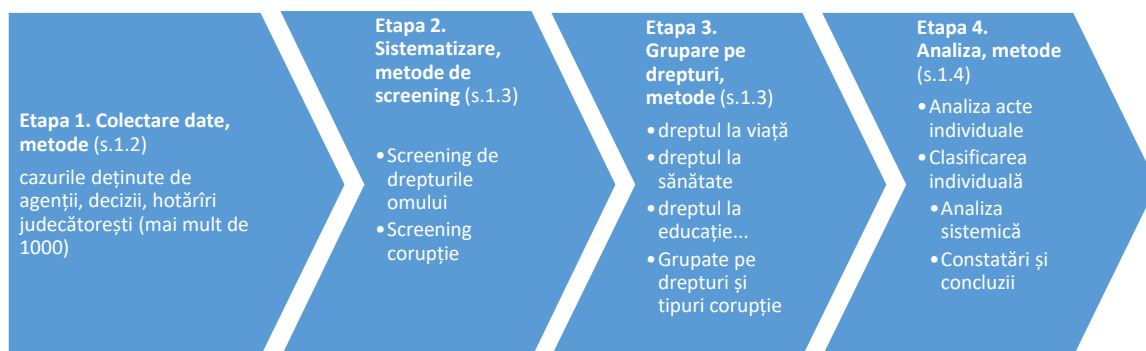 Etapa 1. Colectare date,
metode (s.1.2)
cazurile deținute de
agenții, decizii, hotărîri
judecătorești (mai mult de
1000)
Etapa 2.
Sistematizare,
metode de
screening (s.1.3)
•Screening de
drepturile
omului
•Screening
corupție
Etapa 3.
Grupare pe
drepturi,
metode (s.1.3)
•dreptul la viață
•dreptul la
sănătate
•dreptul la
educație...
•Grupate pe
drepturi și
tipuri corupție
Etapa 4.
Analiza, metode
(s.1.4)
•Analiza acte
individuale
•Clasificarea
individuală
•Analiza
sistemică
•Constatări și
concluzii